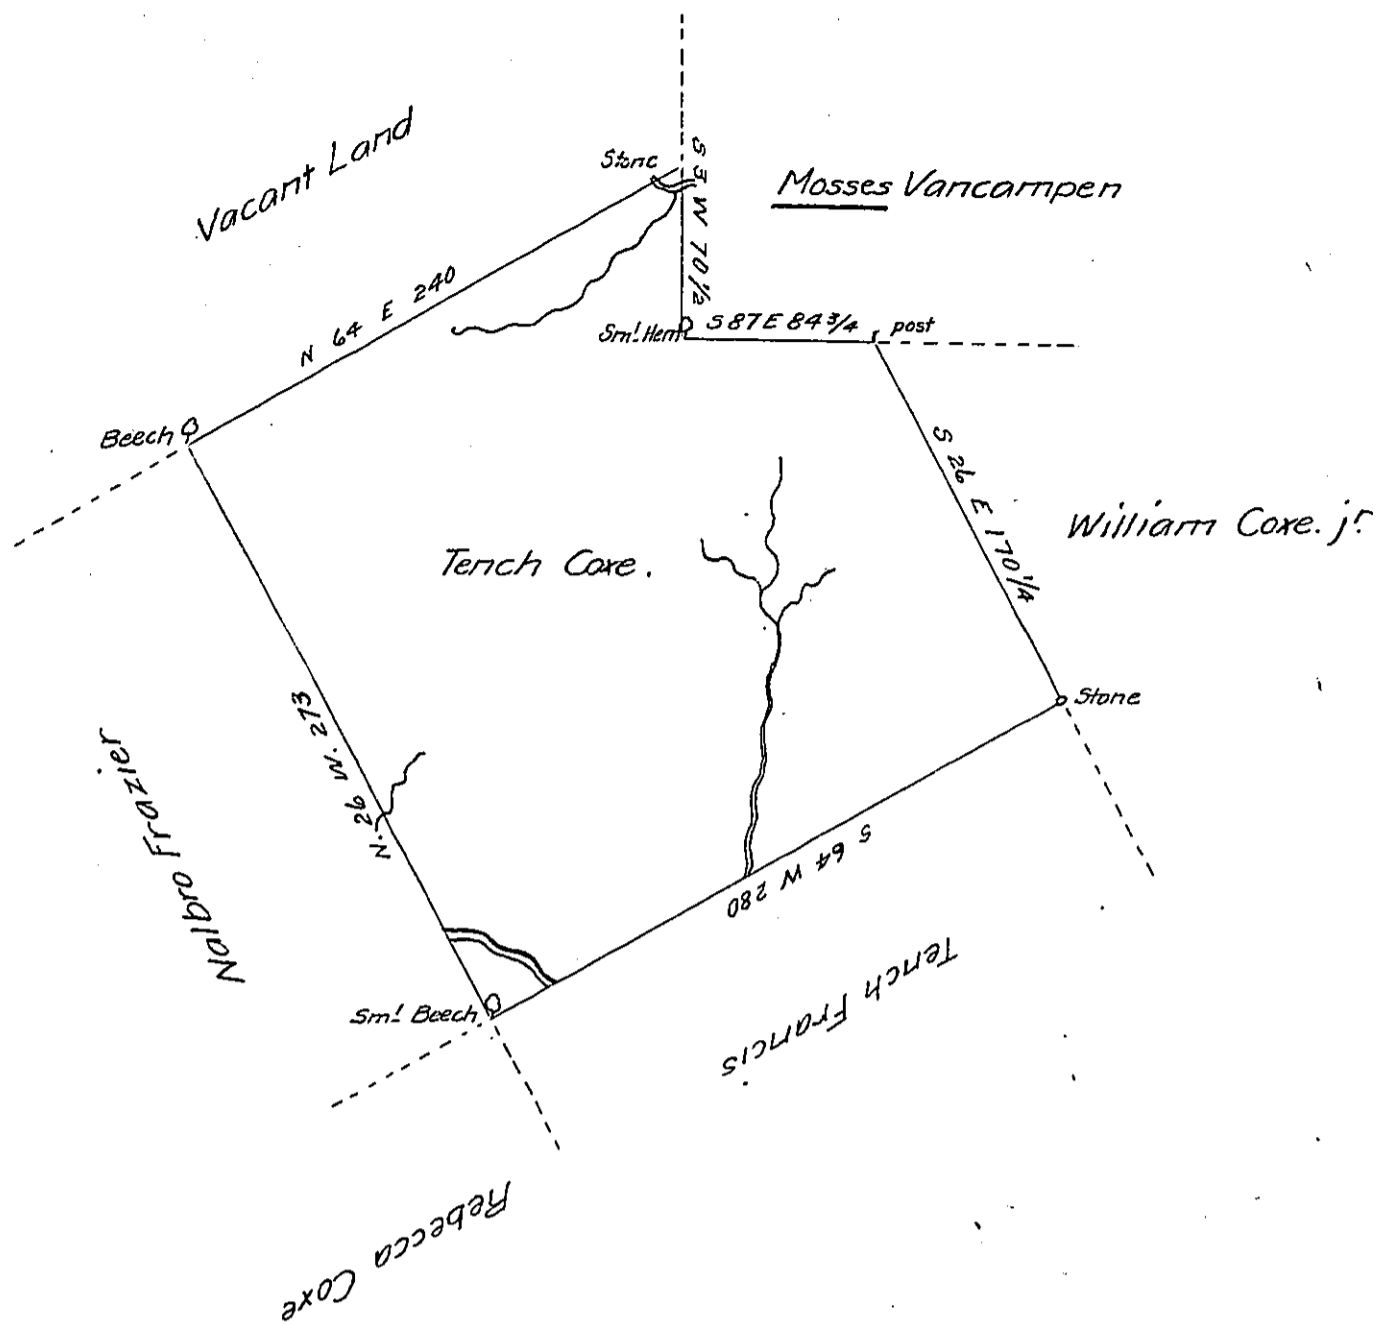 Vacant Land
Stone
S 3 W 70 1/2
Mosses Vancampen
N 64 E 240
Sml Hem
S 87 E 84 3/4
post
Beech
S 26 E 170 1/4
William Coxe. jr.
Tench Coxe.
Stone
N. 26 W. 273
Nalbro Frazier
S 64 W 280
Sml Beech
Tench Francis
Rebecca Coxe